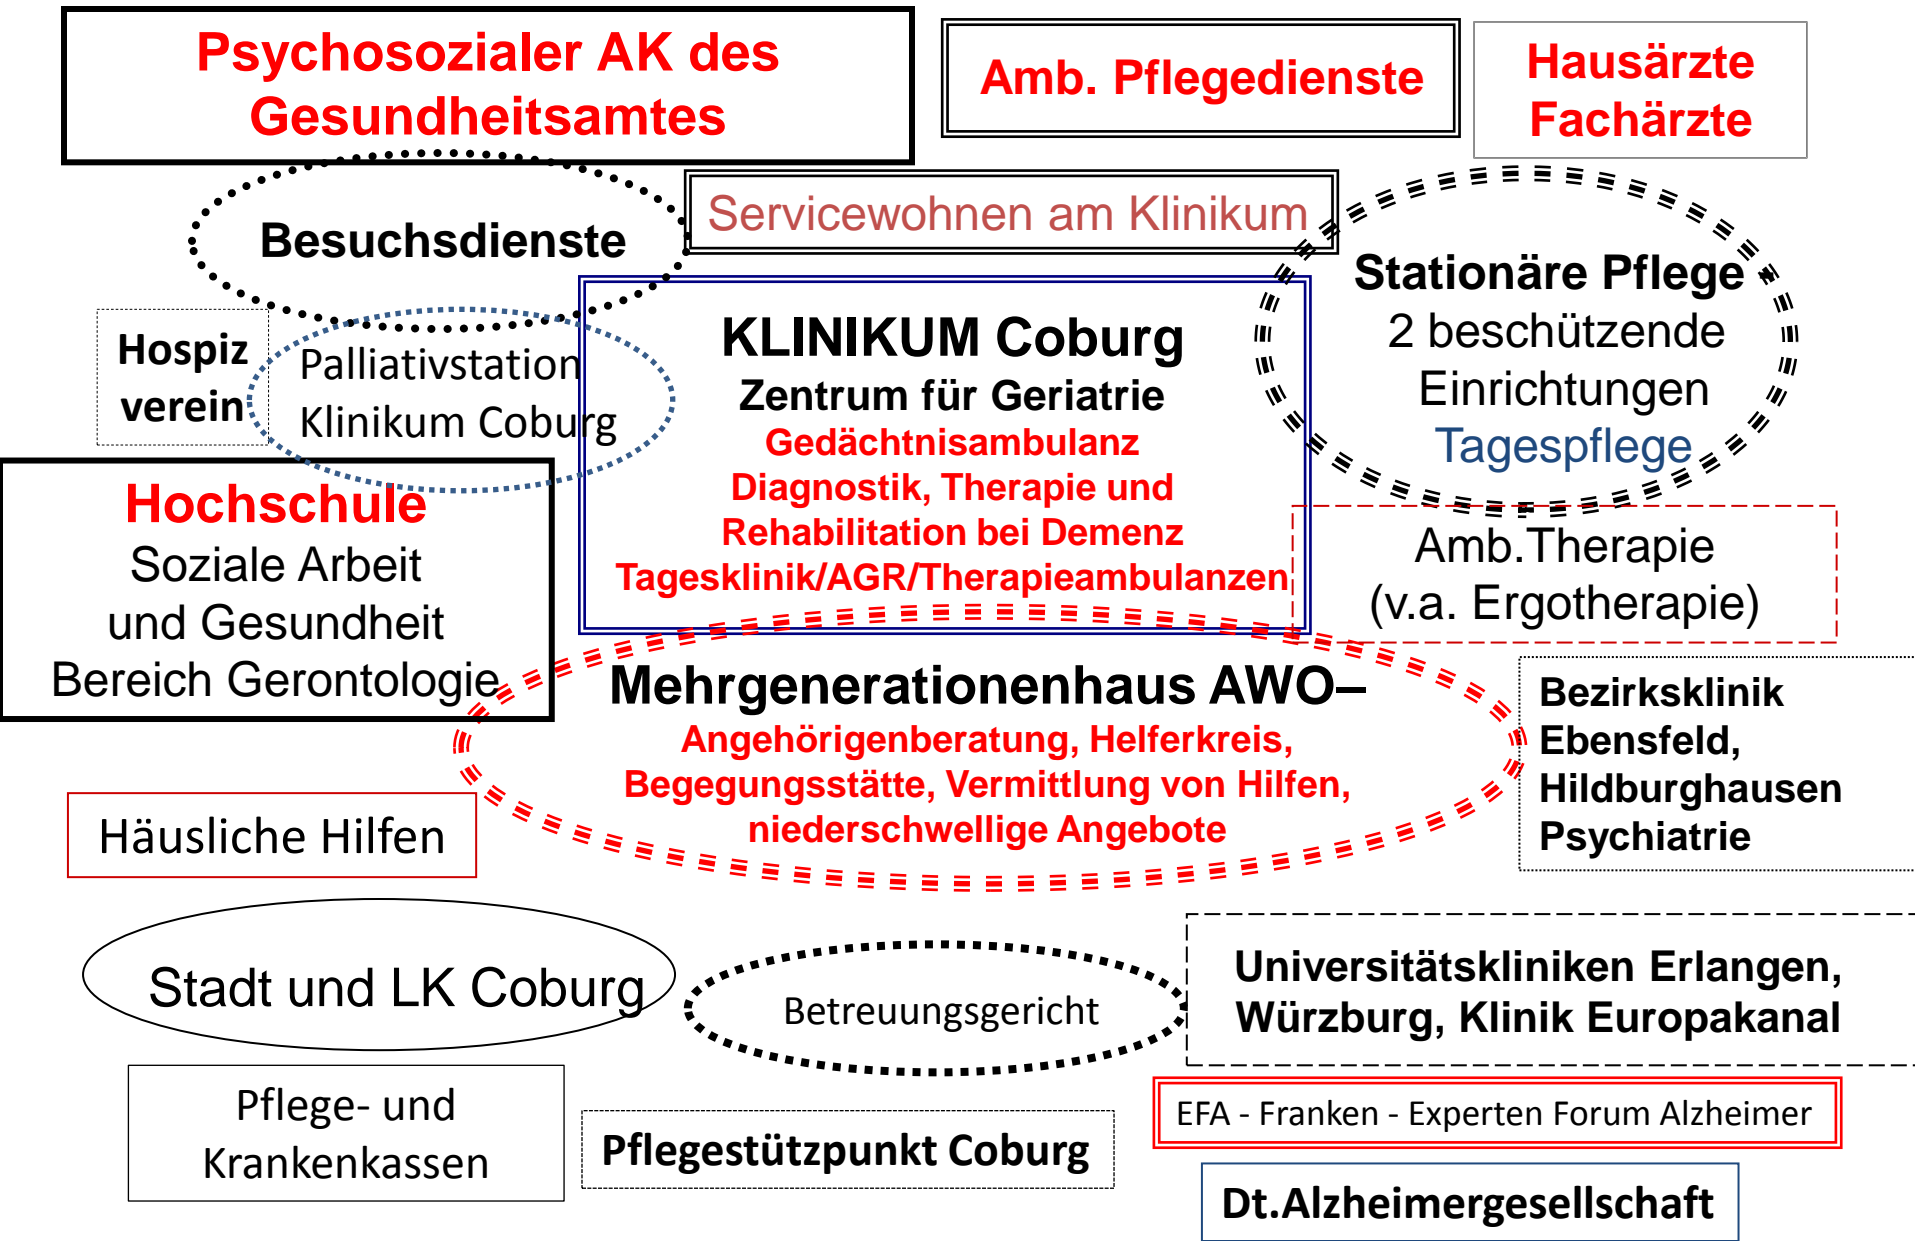 Psychosozialer AK des
Gesundheitsamtes
Amb. Pflegedienste
Hausärzte
Fachärzte
Servicewohnen am Klinikum
Besuchsdienste
Stationäre Pflege -
2 beschützende
Einrichtungen
Tagespflege
Hospiz
verein
Palliativstation
Klinikum Coburg
KLINIKUM Coburg
Zentrum für Geriatrie
Gedächtnisambulanz
Diagnostik, Therapie und
Rehabilitation bei Demenz
Tagesklinik/AGR/Therapieambulanzen
Hochschule
Soziale Arbeit
und Gesundheit
Bereich Gerontologie
Amb.Therapie
(v.a. Ergotherapie)
Mehrgenerationenhaus AWO–
Angehörigenberatung, Helferkreis,
Begegungsstätte, Vermittlung von Hilfen,
niederschwellige Angebote
Bezirksklinik
Ebensfeld,
Hildburghausen
Psychiatrie
Häusliche Hilfen
Stadt und LK Coburg
Betreuungsgericht
Universitätskliniken Erlangen,
Würzburg, Klinik Europakanal
Pflege- und
Krankenkassen
Pflegestützpunkt Coburg
EFA - Franken - Experten Forum Alzheimer
Dt.Alzheimergesellschaft